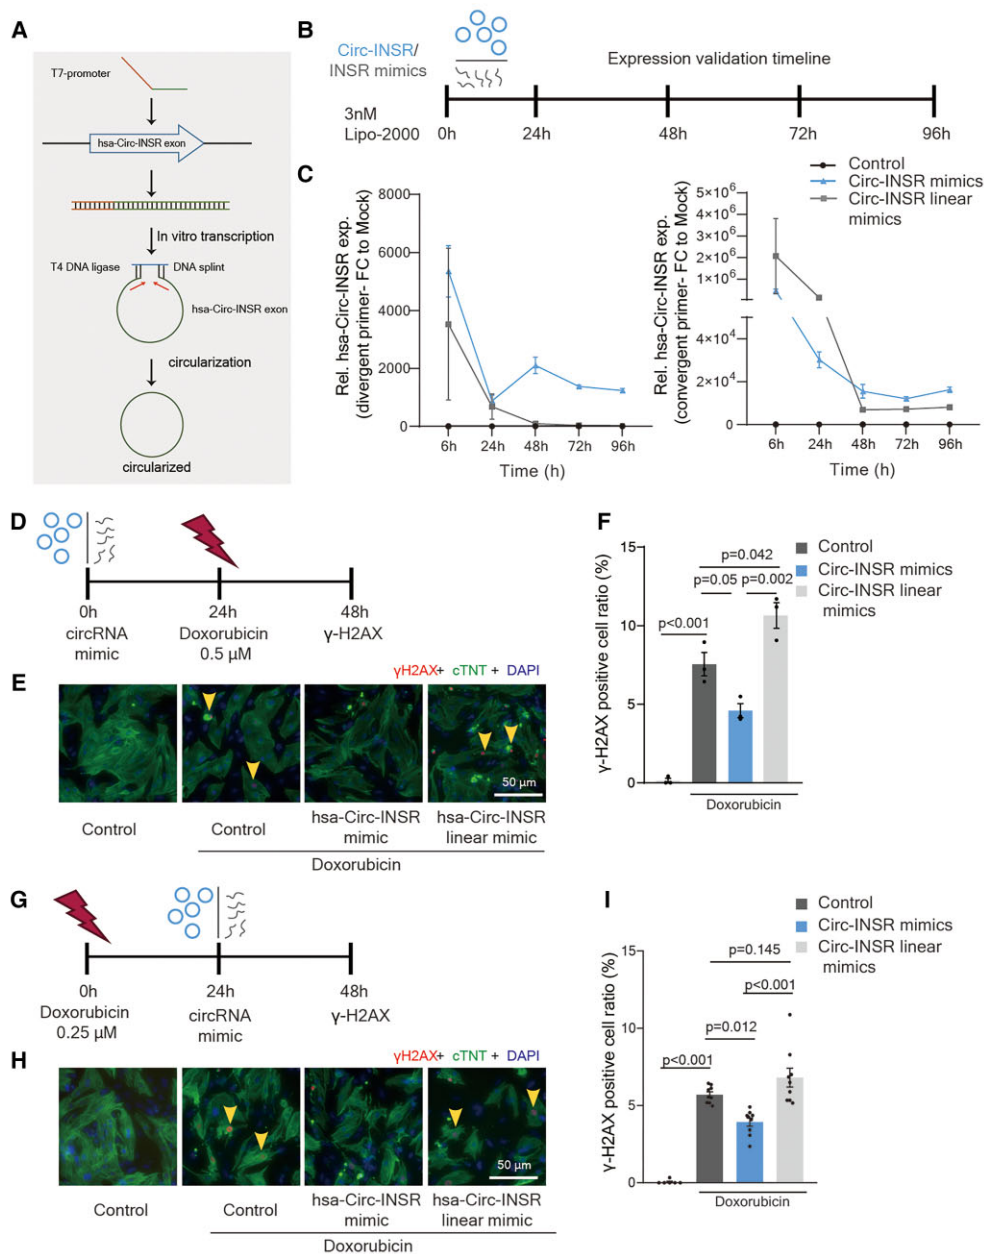 A
T7-promoter
hsa-Circ-INSR exon
In vitro transcription
T4 DNA ligase
DNA splint
hsa-Circ-INSR exon
circularization
circularized
B
Circ-INSR/
INSR mimics
Expression validation timeline
3nM
Lipo-2000
0h
24h
48h
72h
96h
C
Control
Circ-INSR mimics
Circ-INSR linear
mimics
Rel. hsa-Circ-INSR exp.
(divergent primer- FC to Mock)
8000
6000
4000
2000
0
6h
24h
48h
72h
96h
Time (h)
Rel. hsa-Circ-INSR exp.
(convergent primer- FC to Mock)
5×10⁶
4×10⁶
3×10⁶
2×10⁶
1×10⁶
4×10⁴
2×10⁴
0
6h
24h
48h
72h
96h
Time (h)
D
0h
circRNA
mimic
24h
Doxorubicin
0.5 μM
48h
γ-H2AX
E
γH2AX+ cTNT + DAPI
50 μm
Control
Control
hsa-Circ-INSR
mimic
hsa-Circ-INSR
linear mimic
Doxorubicin
F
Control
Circ-INSR mimics
Circ-INSR linear
mimics
γ-H2AX positive cell ratio (%)
15
10
5
0
p=0.042
p=0.05
p=0.002
p<0.001
Doxorubicin
G
0h
Doxorubicin
0.25 μM
24h
circRNA
mimic
48h
γ-H2AX
H
γH2AX+ cTNT + DAPI
50 μm
Control
Control
hsa-Circ-INSR
mimic
hsa-Circ-INSR
linear mimic
Doxorubicin
I
Control
Circ-INSR mimics
Circ-INSR linear
mimics
γ-H2AX positive cell ratio (%)
15
10
5
0
p=0.145
p<0.001
p=0.012
p<0.001
Doxorubicin